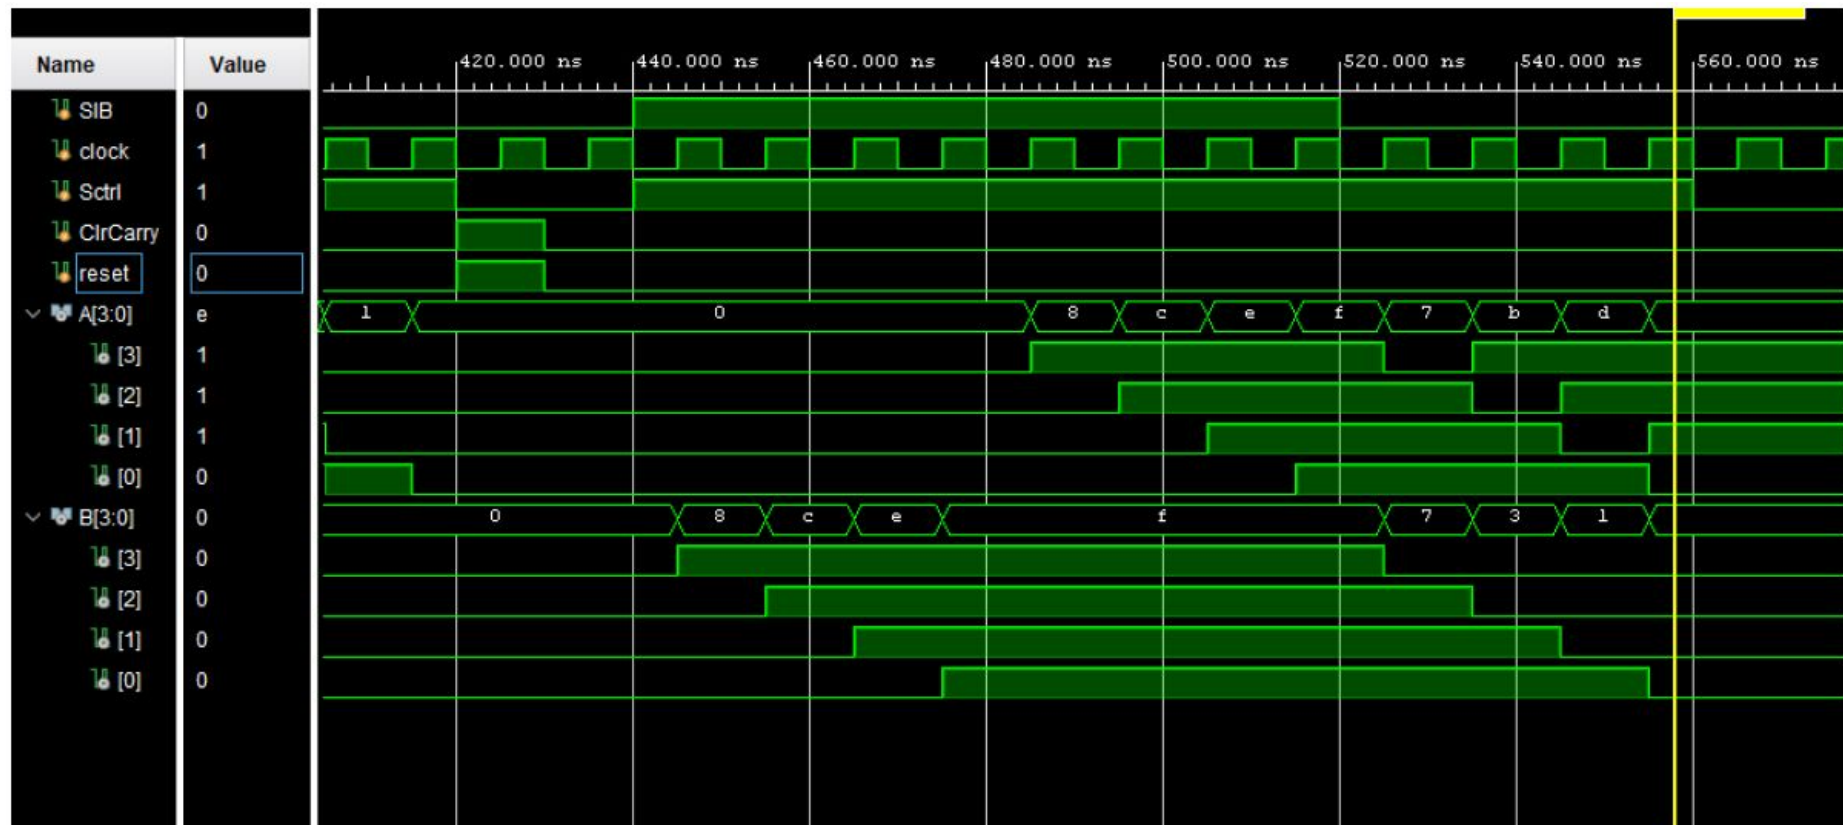 Name Value 420.000 ns 440.000 ns 460.000 ns 480.000 ns 500.000 ns 520.000 ns 540.000 ns 560.000 ns
SIB 0
clock 1
Sctrl 1
ClrCarry 0
reset 0
A[3:0] e 1 0 8 c e f 7 b d
[3] 1
[2] 1
[1] 1
[0] 0
B[3:0] 0 0 8 c e f 7 3 1
[3] 0
[2] 0
[1] 0
[0] 0